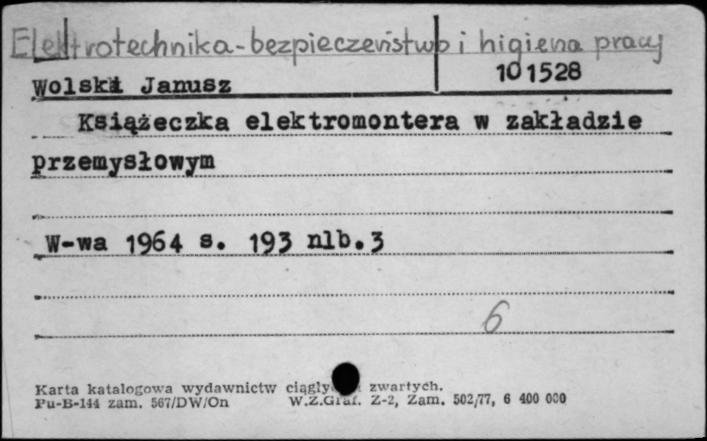 Elektrotechnika-bezpieczeństwo i higiena pracy
101528
Wolski Janusz
Książeczka elektromontera w zakładzie
przemysłowym
W-wa 1964 s. 193 nlb.3
6
Karta katalogowa wydawnictw zwartych.
Pu-B-144 zam. 567/DW/On W.Z.Graf. Z-2, Zam. 502/77, 6 400 000